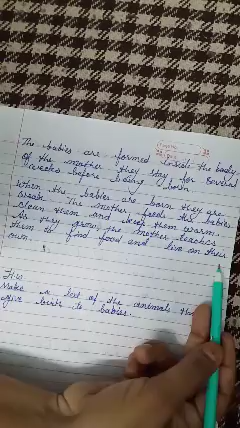 The babies are formed inside the body
of the mother they stay for several
weeks before being born
When the babies are born they are
weak. The mother feeds the babies
clean them and keeps them warm.
As they grow, the mother teaches
them to find food and live on their
own.
H.W
Make a list of the animals tha
give birth to babies.